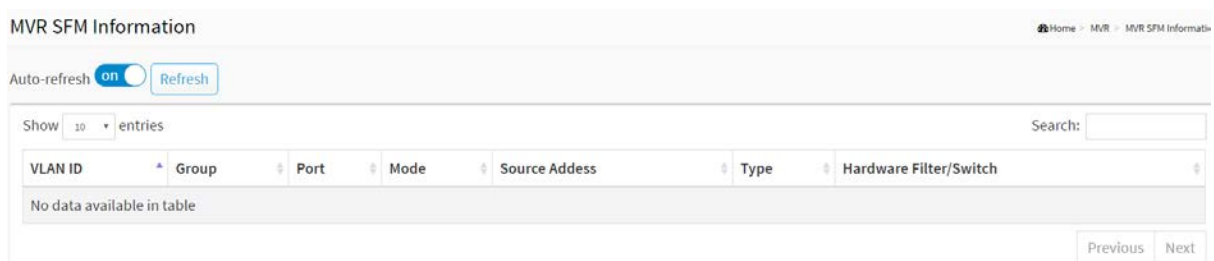 MVR SFM Information
Home > MVR > MVR SFM Informati
Auto-refresh on Refresh
Show 10 entries Search:
VLAN ID Group Port Mode Source Addess Type Hardware Filter/Switch
No data available in table
Previous Next